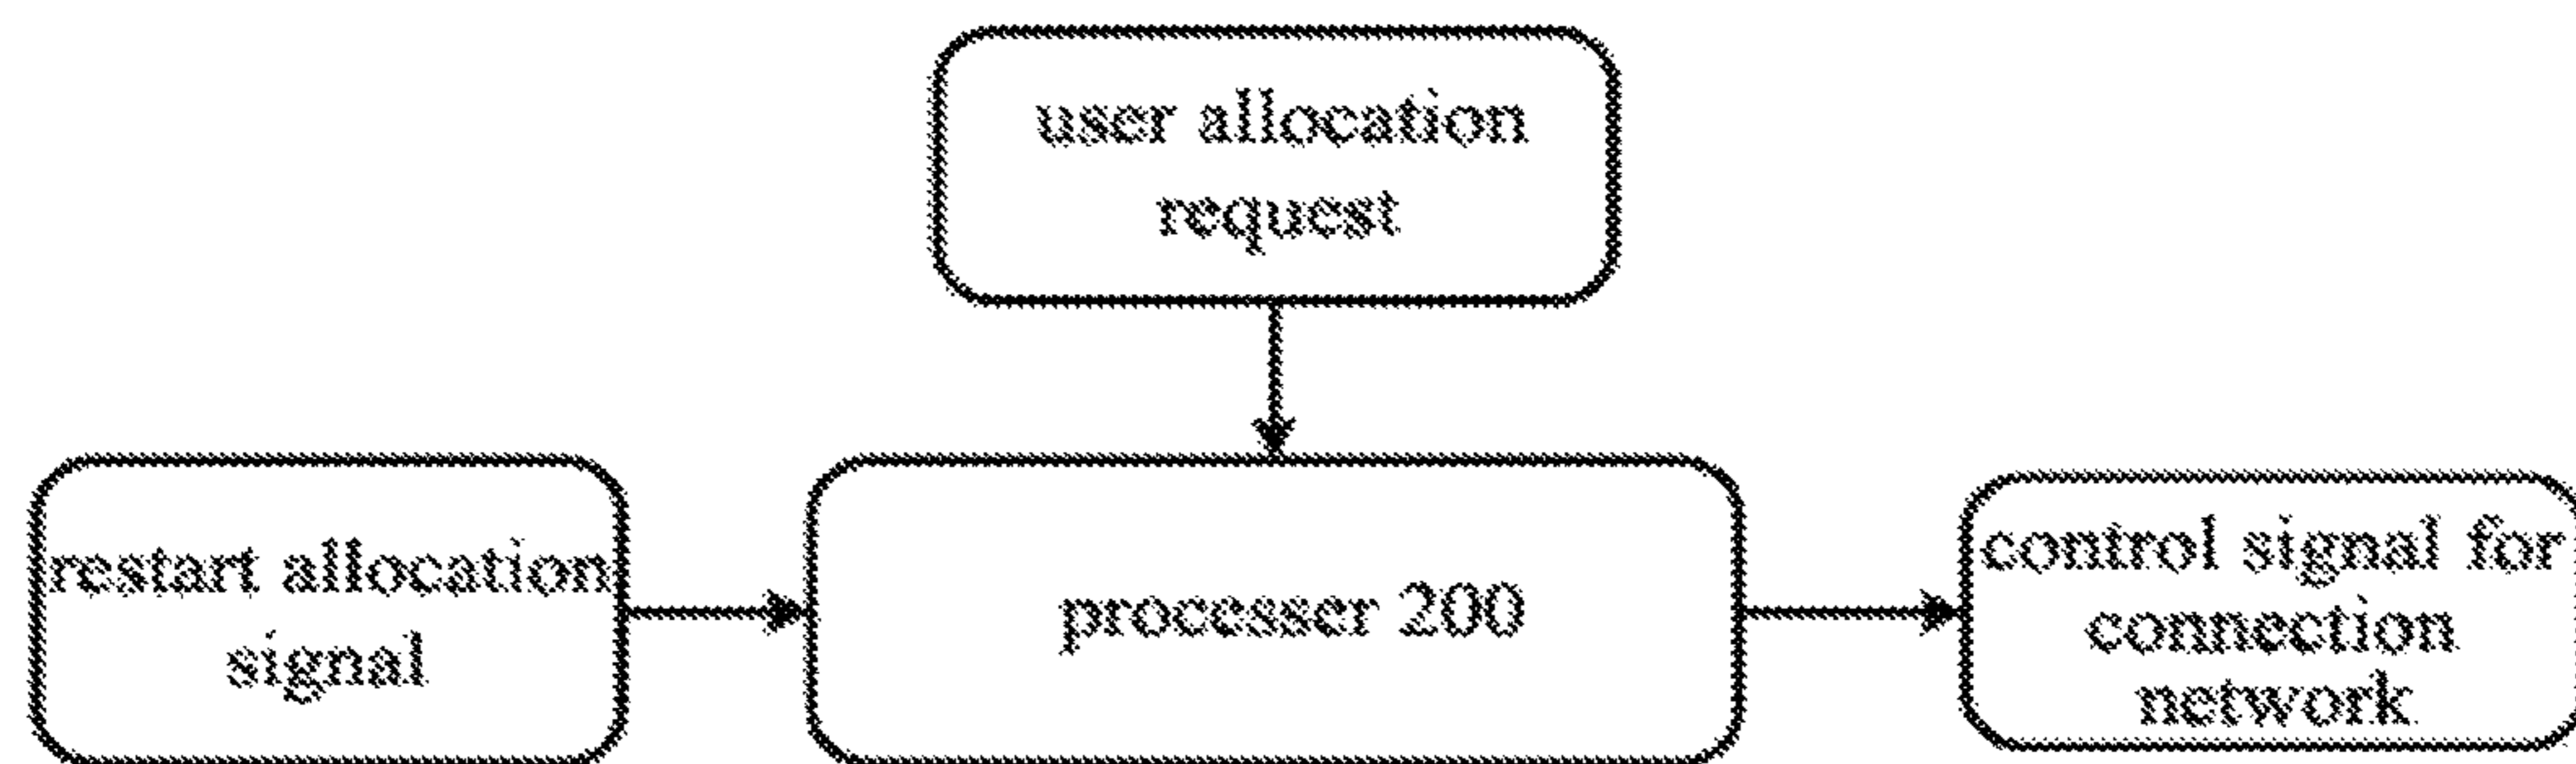 user allocation
request
restart allocation
signal
processer 200
control signal for
connection
network